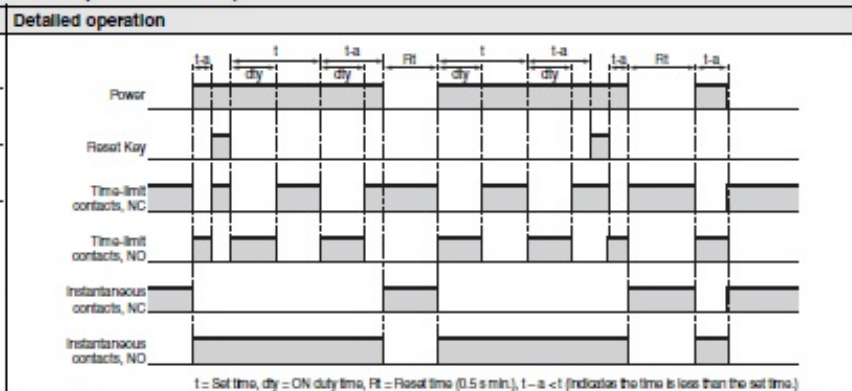 Detailed operation
t-a t t-a Rt t t-a t-a Rt t-a
dty dty dty dty
Power
Reset Key
Time-limit
contacts, NC
Time-limit
contacts, NO
Instantaneous
contacts, NC
Instantaneous
contacts, NO
t = Set time, dty = ON duty time, Rt = Reset time (0.5 s min.), t – a < t (Indicates the time is less than the set time.)